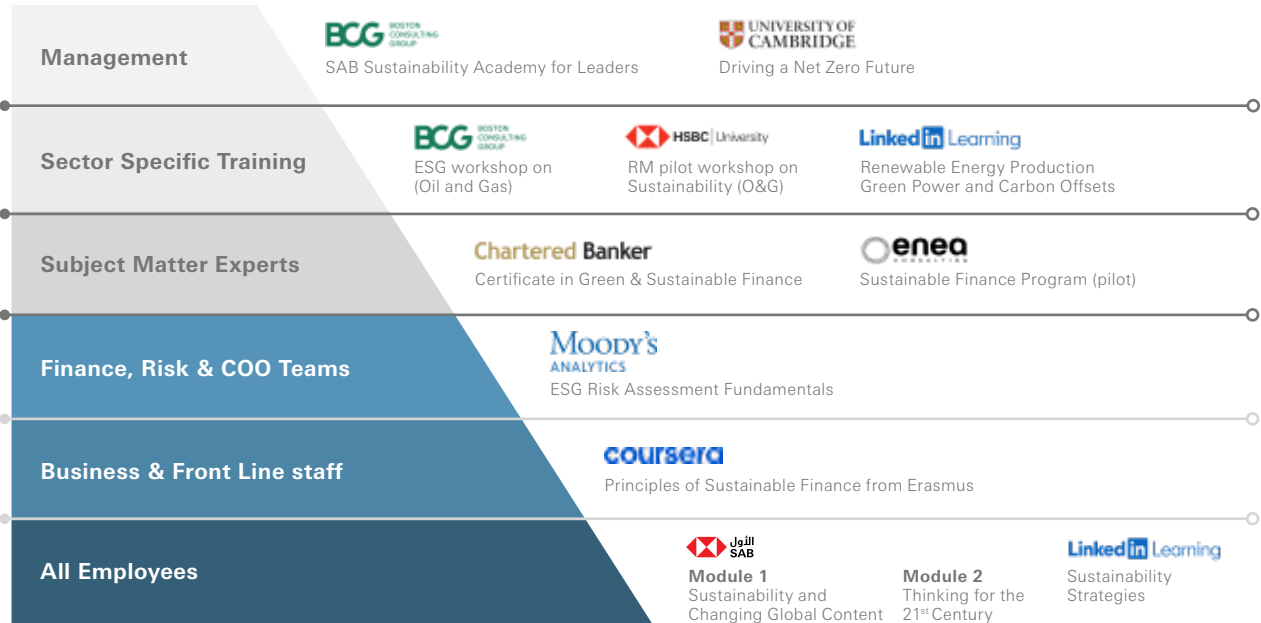 Management
BCG BOSTON CONSULTING GROUP
SAB Sustainability Academy for Leaders
UNIVERSITY OF CAMBRIDGE
Driving a Net Zero Future
Sector Specific Training
BCG BOSTON CONSULTING GROUP
ESG workshop on
(Oil and Gas)
HSBC University
RM pilot workshop on
Sustainability (O&G)
Linked in Learning
Renewable Energy Production
Green Power and Carbon Offsets
Subject Matter Experts
Chartered Banker
Certificate in Green & Sustainable Finance
enea
CONSULTING
Sustainable Finance Program (pilot)
Finance, Risk & COO Teams
MOODY'S
ANALYTICS
ESG Risk Assessment Fundamentals
Business & Front Line staff
coursera
Principles of Sustainable Finance from Erasmus
All Employees
الأول
SAB
Module 1
Sustainability and
Changing Global Content
Module 2
Thinking for the
21st Century
Linked in Learning
Sustainability
Strategies